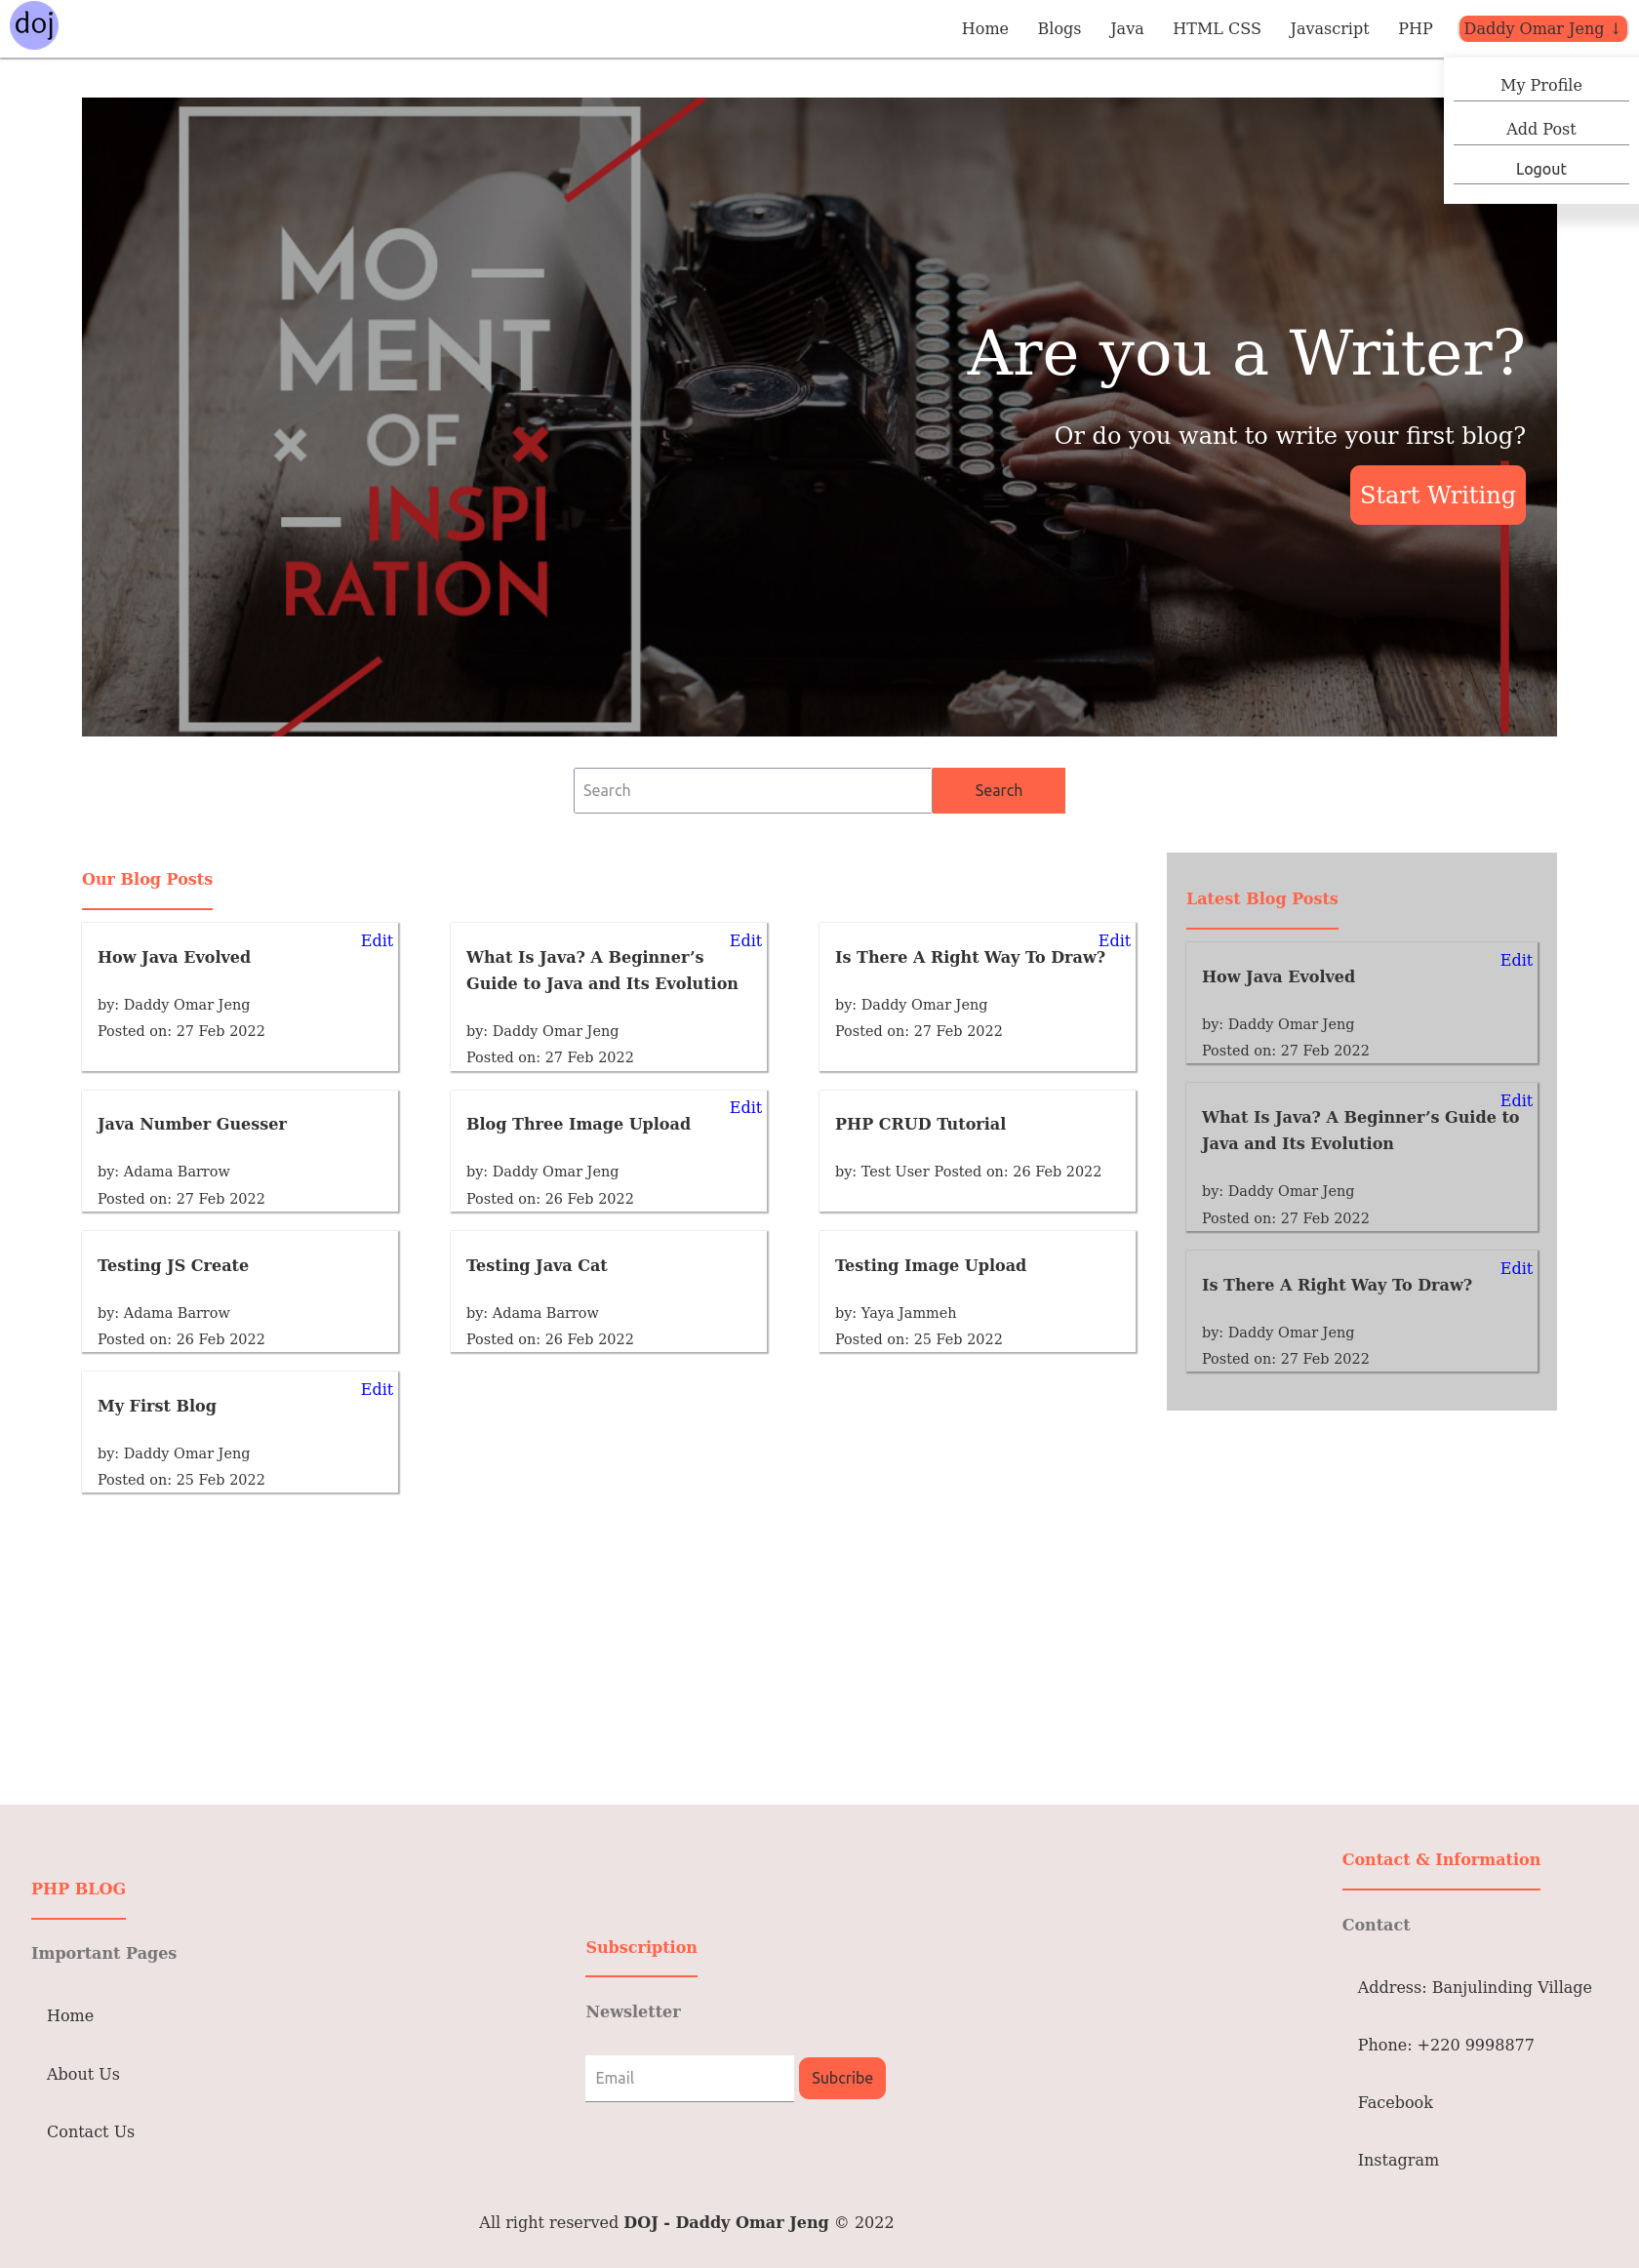 doj
Home Blogs Java HTML CSS Javascript PHP Daddy Omar Jeng ↓
My Profile
Add Post
Logout
MO —
MENT
× OF ×
— INSPI
RATION
Are you a Writer?
Or do you want to write your first blog?
Start Writing
Search Search
Our Blog Posts
Edit
How Java Evolved
by: Daddy Omar Jeng
Posted on: 27 Feb 2022
Edit
What Is Java? A Beginner’s
Guide to Java and Its Evolution
by: Daddy Omar Jeng
Posted on: 27 Feb 2022
Edit
Is There A Right Way To Draw?
by: Daddy Omar Jeng
Posted on: 27 Feb 2022
Java Number Guesser
by: Adama Barrow
Posted on: 27 Feb 2022
Edit
Blog Three Image Upload
by: Daddy Omar Jeng
Posted on: 26 Feb 2022
PHP CRUD Tutorial
by: Test User Posted on: 26 Feb 2022
Testing JS Create
by: Adama Barrow
Posted on: 26 Feb 2022
Testing Java Cat
by: Adama Barrow
Posted on: 26 Feb 2022
Testing Image Upload
by: Yaya Jammeh
Posted on: 25 Feb 2022
Edit
My First Blog
by: Daddy Omar Jeng
Posted on: 25 Feb 2022
Latest Blog Posts
Edit
How Java Evolved
by: Daddy Omar Jeng
Posted on: 27 Feb 2022
Edit
What Is Java? A Beginner’s Guide to
Java and Its Evolution
by: Daddy Omar Jeng
Posted on: 27 Feb 2022
Edit
Is There A Right Way To Draw?
by: Daddy Omar Jeng
Posted on: 27 Feb 2022
PHP BLOG
Important Pages
Home
About Us
Contact Us
Subscription
Newsletter
Email Subcribe
Contact & Information
Contact
Address: Banjulinding Village
Phone: +220 9998877
Facebook
Instagram
All right reserved DOJ - Daddy Omar Jeng © 2022